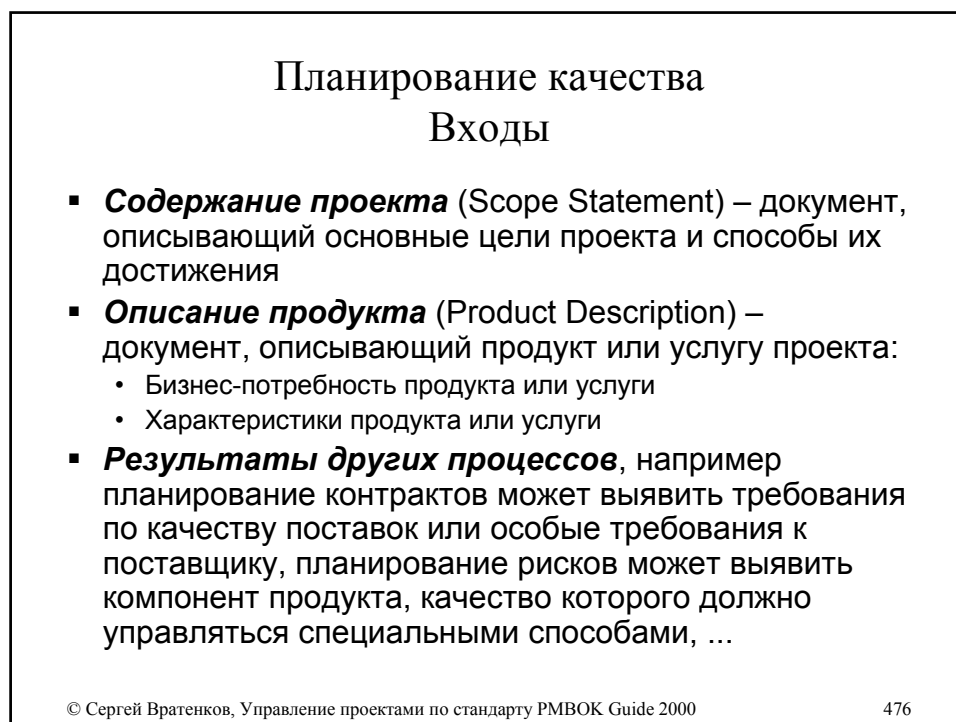 Планирование качества
Входы
▪ Содержание проекта (Scope Statement) – документ,
описывающий основные цели проекта и способы их
достижения
▪ Описание продукта (Product Description) –
документ, описывающий продукт или услугу проекта:
• Бизнес-потребность продукта или услуги
• Характеристики продукта или услуги
▪ Результаты других процессов, например
планирование контрактов может выявить требования
по качеству поставок или особые требования к
поставщику, планирование рисков может выявить
компонент продукта, качество которого должно
управляться специальными способами, ...
© Сергей Вратенков, Управление проектами по стандарту PMBOK Guide 2000 476